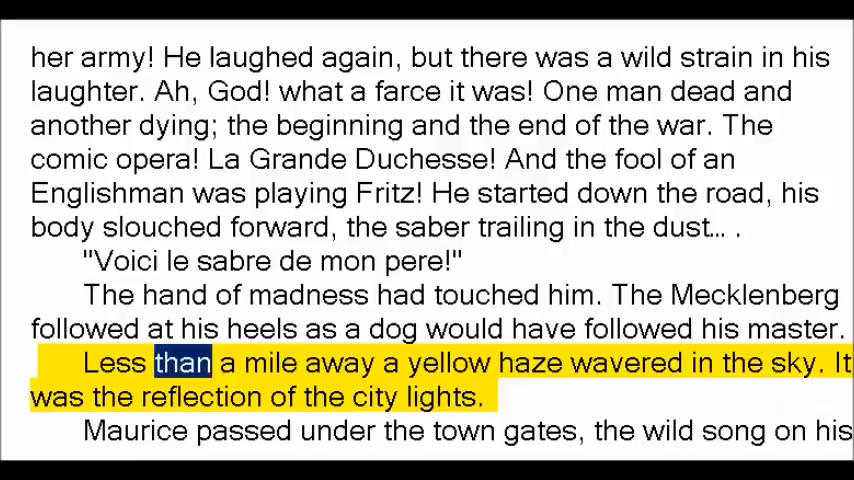 her army! He laughed again, but there was a wild strain in his
laughter. Ah, God! what a farce it was! One man dead and
another dying; the beginning and the end of the war. The
comic opera! La Grande Duchesse! And the fool of an
Englishman was playing Fritz! He started down the road, his
body slouched forward, the saber trailing in the dust... .
"Voici le sabre de mon pere!"
The hand of madness had touched him. The Mecklenberg
followed at his heels as a dog would have followed his master.
Less than a mile away a yellow haze wavered in the sky. It
was the reflection of the city lights.
Maurice passed under the town gates, the wild song on his